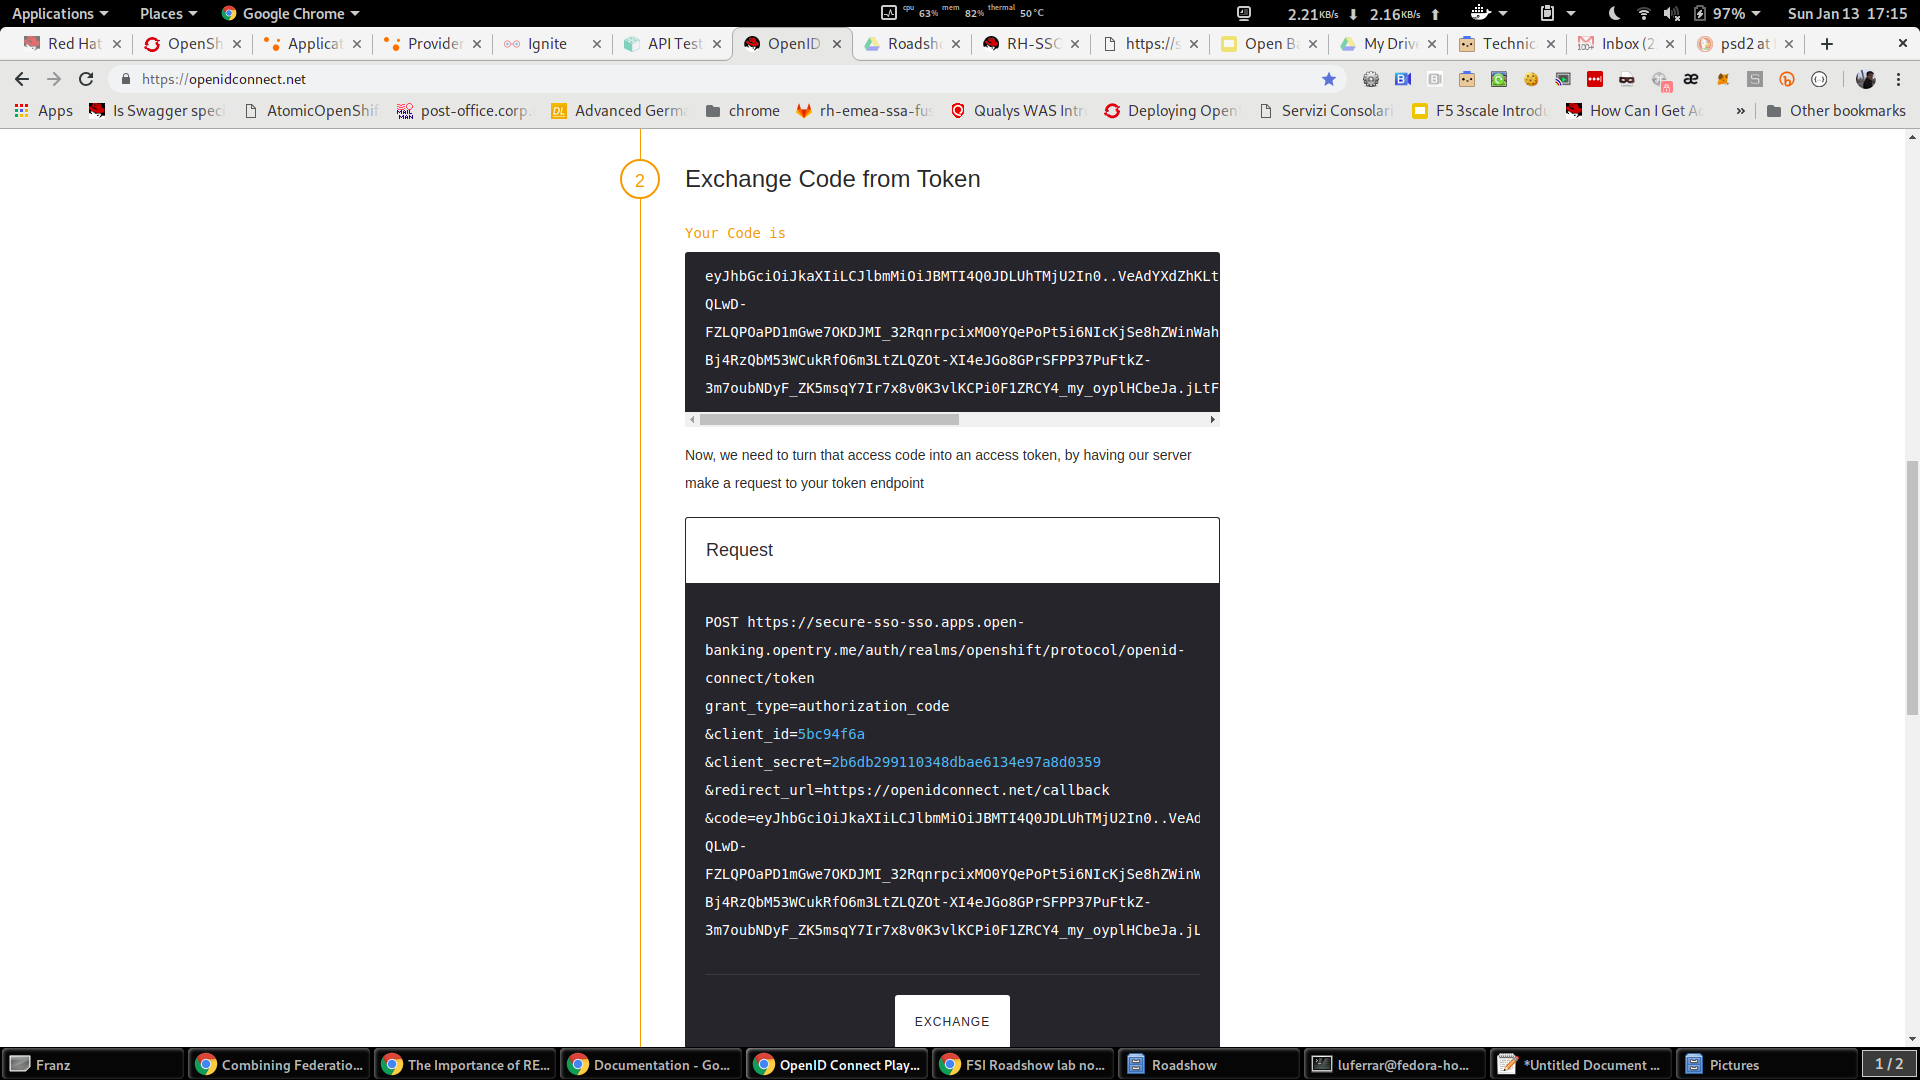 Applications
Places
Google Chrome
cpu 63% mem 82% thermal 50°C
2.21KB/s 2.16KB/s
97%
Sun Jan 13 17:15
Red Hat
OpenSh
Applicat
Provider
Ignite
API Test
OpenID
Roadsh
RH-SSO
https://s
Open B
My Drive
Technic
Inbox (2
psd2 at
https://openidconnect.net
Apps
Is Swagger speci
AtomicOpenShif
post-office.corp.
Advanced Germa
chrome
rh-emea-ssa-fus
Qualys WAS Intr
Deploying Open
Servizi Consolari
F5 3scale Introdu
How Can I Get Ac
»
Other bookmarks
2
Exchange Code from Token
Your Code is
eyJhbGciOiJkaXIiLCJlbmMiOiJBMTI4Q0JDLUhTMjU2In0..VeAdYXdZhKLt
QLwD-
FZLQPOaPD1mGwe7OKDJMI_32RqnrpcixMO0YQePoPt5i6NIcKjSe8hZWinWah
Bj4RzQbM53WCukRfO6m3LtZLQZOt-XI4eJGo8GPrSFPP37PuFtkZ-
3m7oubNDyF_ZK5msqY7Ir7x8v0K3vlKCPi0F1ZRCY4_my_oyplHCbeJa.jLtF
Now, we need to turn that access code into an access token, by having our server
make a request to your token endpoint
Request
POST https://secure-sso-sso.apps.open-
banking.opentry.me/auth/realms/openshift/protocol/openid-
connect/token
grant_type=authorization_code
&client_id=5bc94f6a
&client_secret=2b6db299110348dbae6134e97a8d0359
&redirect_url=https://openidconnect.net/callback
&code=eyJhbGciOiJkaXIiLCJlbmMiOiJBMTI4Q0JDLUhTMjU2In0..VeAd
QLwD-
FZLQPOaPD1mGwe7OKDJMI_32RqnrpcixMO0YQePoPt5i6NIcKjSe8hZWinW
Bj4RzQbM53WCukRfO6m3LtZLQZOt-XI4eJGo8GPrSFPP37PuFtkZ-
3m7oubNDyF_ZK5msqY7Ir7x8v0K3vlKCPi0F1ZRCY4_my_oyplHCbeJa.jL
EXCHANGE
Franz
Combining Federatio...
The Importance of RE...
Documentation - Go...
OpenID Connect Play...
FSI Roadshow lab no...
Roadshow
luferrar@fedora-ho...
*Untitled Document ...
Pictures
1 / 2